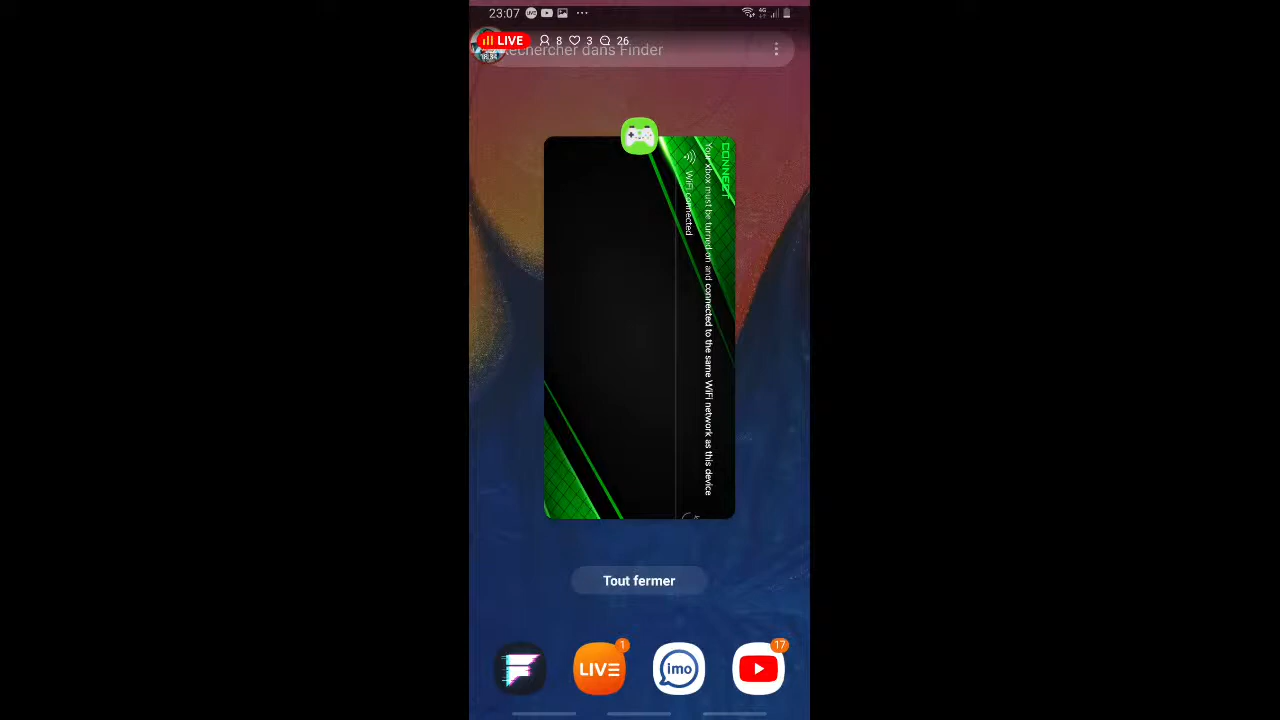 23:07
LIVE 8 3 26
echercher dans Finder
CONNECT
Your xbox must be turned on and connected to the same WiFi network as this device
WiFi connected
Tout fermer
1
17
LIVE
imo